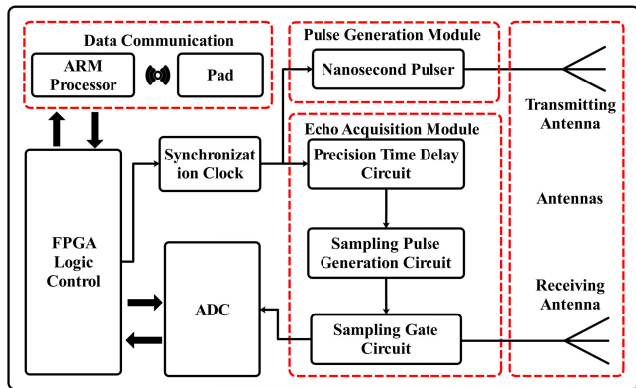 Data Communication
ARM
Processor
Pad
Pulse Generation Module
Nanosecond Pulser
Transmitting
Antenna
Synchronizat
ion Clock
Echo Acquisition Module
Precision Time Delay
Circuit
Antennas
FPGA
Logic
Control
Sampling Pulse
Generation Circuit
ADC
Receiving
Antenna
Sampling Gate
Circuit